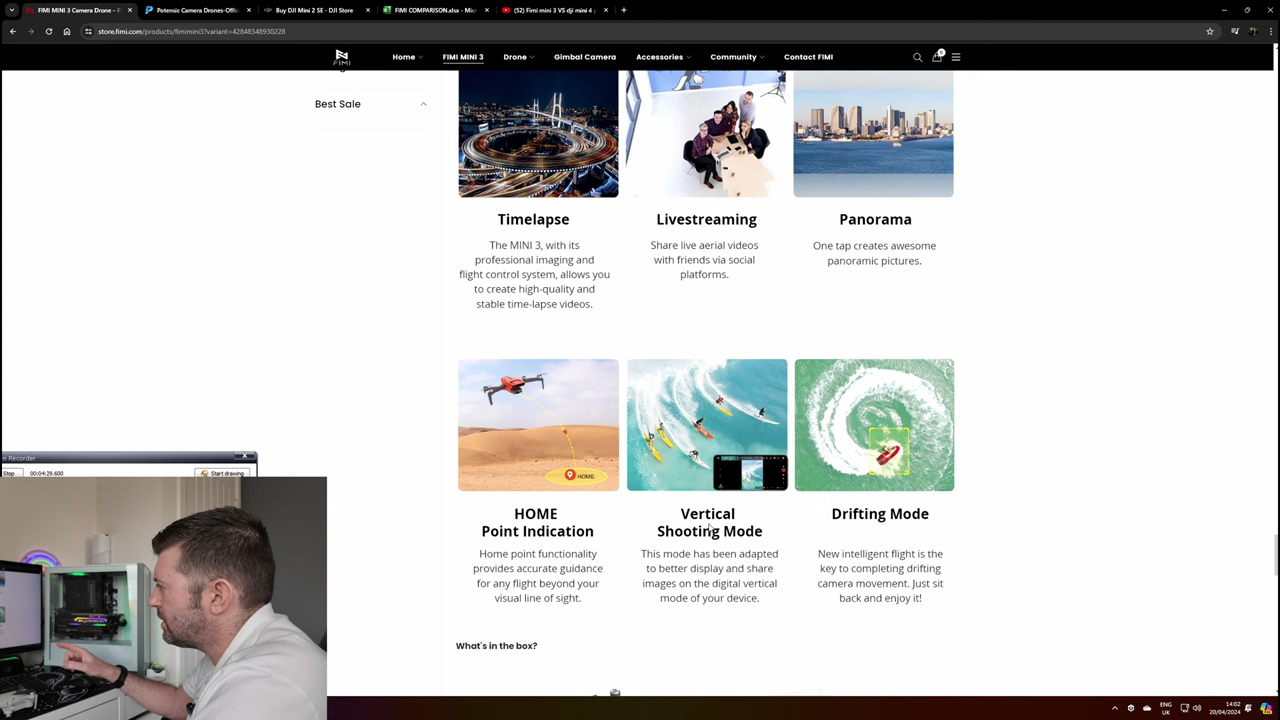 FIMI MINI 3 Camera Drone – F
Potensic Camera Drones-Offi
Buy DJI Mini 2 SE - DJI Store
FIMI COMPARISON.xlsx - Mic
(52) Fimi mini 3 VS dji mini 4 p
store.fimi.com/products/fimimini3?variant=42848348930228
FIMI
Home
FIMI MINI 3
Drone
Gimbal Camera
Accessories
Community
Contact FIMI
0
Best Sale
Timelapse
The MINI 3, with its
professional imaging and
flight control system, allows you
to create high-quality and
stable time-lapse videos.
Livestreaming
Share live aerial videos
with friends via social
platforms.
Panorama
One tap creates awesome
panoramic pictures.
HOME
HOME
Point Indication
Home point functionality
provides accurate guidance
for any flight beyond your
visual line of sight.
Vertical
Shooting Mode
This mode has been adapted
to better display and share
images on the digital vertical
mode of your device.
Drifting Mode
New intelligent flight is the
key to completing drifting
camera movement. Just sit
back and enjoy it!
What's in the box?
n Recorder
Stop
00:04:29.600
Start drawing
ENG
UK
14:02
20/04/2024